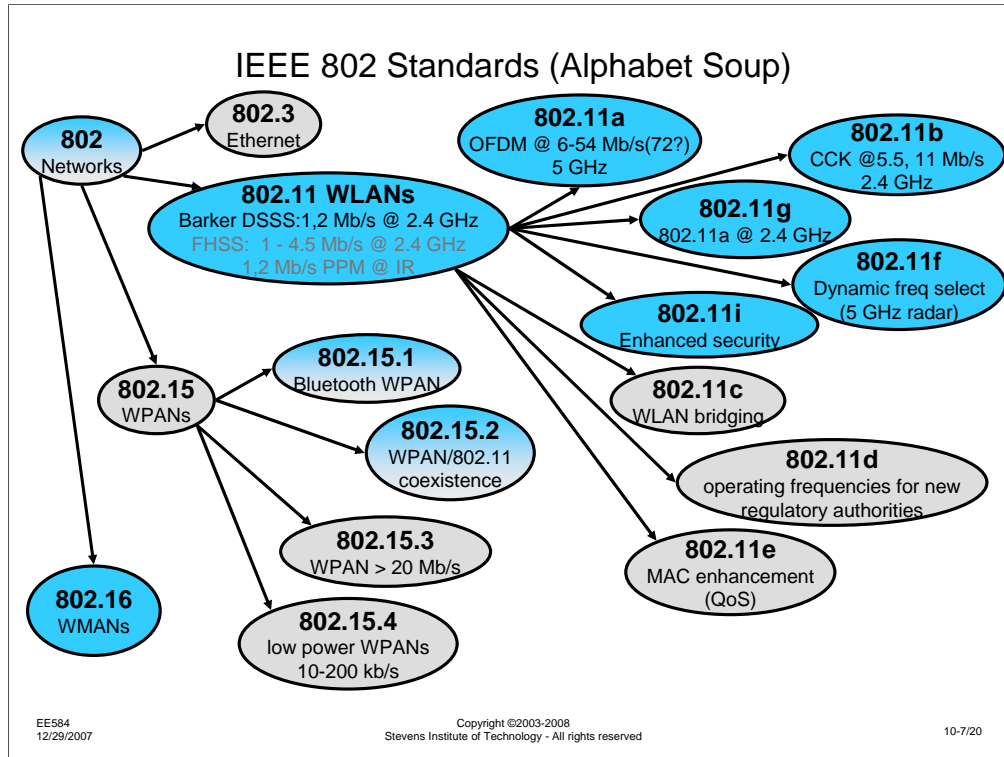 IEEE 802 Standards (Alphabet Soup)
802
Networks
802.3
Ethernet
802.11 WLANs
Barker DSSS:1,2 Mb/s @ 2.4 GHz
FHSS: 1 - 4.5 Mb/s @ 2.4 GHz
1,2 Mb/s PPM @ IR
802.11a
OFDM @ 6-54 Mb/s(72?)
5 GHz
802.11b
CCK @5.5, 11 Mb/s
2.4 GHz
802.11g
802.11a @ 2.4 GHz
802.11f
Dynamic freq select
(5 GHz radar)
802.11i
Enhanced security
802.11c
WLAN bridging
802.11d
operating frequencies for new
regulatory authorities
802.11e
MAC enhancement
(QoS)
802.15
WPANs
802.15.1
Bluetooth WPAN
802.15.2
WPAN/802.11
coexistence
802.15.3
WPAN > 20 Mb/s
802.15.4
low power WPANs
10-200 kb/s
802.16
WMANs
EE584
12/29/2007
Copyright ©2003-2008
Stevens Institute of Technology - All rights reserved
10-7/20